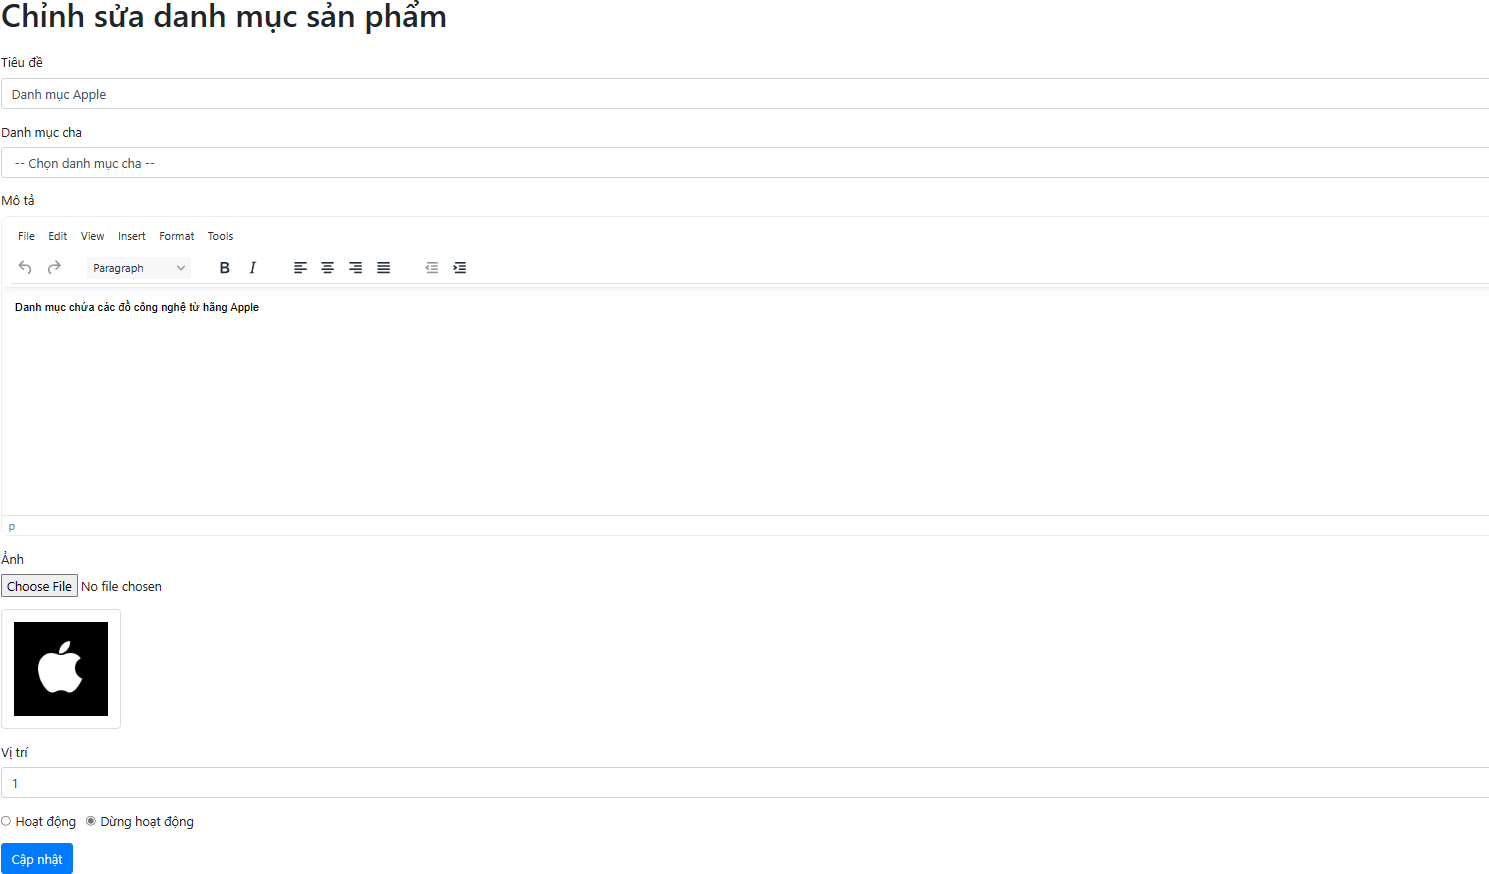 Chỉnh sửa danh mục sản phẩm
Tiêu đề
Danh mục Apple
Danh mục cha
-- Chọn danh mục cha --
Mô tả
File Edit View Insert Format Tools
Paragraph B I
Danh mục chứa các đồ công nghệ từ hãng Apple
p
Ảnh
Choose File No file chosen
Vị trí
1
Hoạt động Dừng hoạt động
Cập nhật